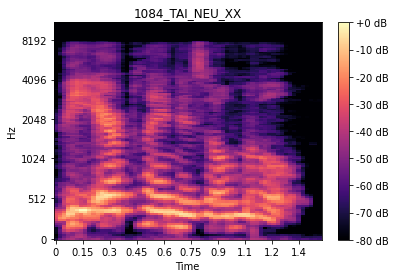 1084_TAI_NEU_XX
+0 dB
8192
-10 dB
4096
-20 dB
-30 dB
2048
-40 dB
Hz
1024
-50 dB
512
-60 dB
-70 dB
0
-80 dB
0 0.15 0.3 0.45 0.6 0.75 0.9 1.1 1.2 1.4
Time